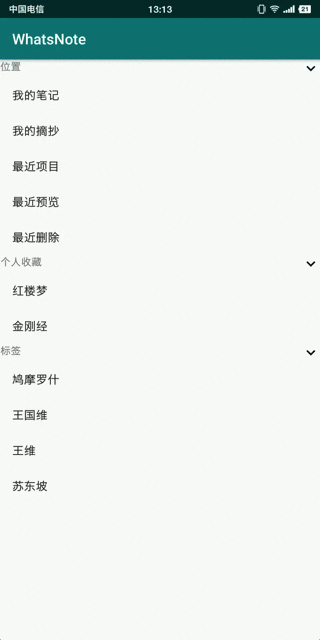 中国电信 13:13 21
WhatsNote
位置
我的笔记
我的摘抄
最近项目
最近预览
最近删除
个人收藏
红楼梦
金刚经
标签
鸠摩罗什
王国维
王维
苏东坡